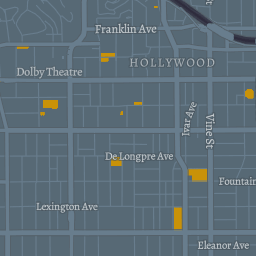 Franklin Ave
HOLLYWOOD
Dolby Theatre
Ivar Ave
Vine St
De Longpre Ave
Fountain
Lexington Ave
Eleanor Ave